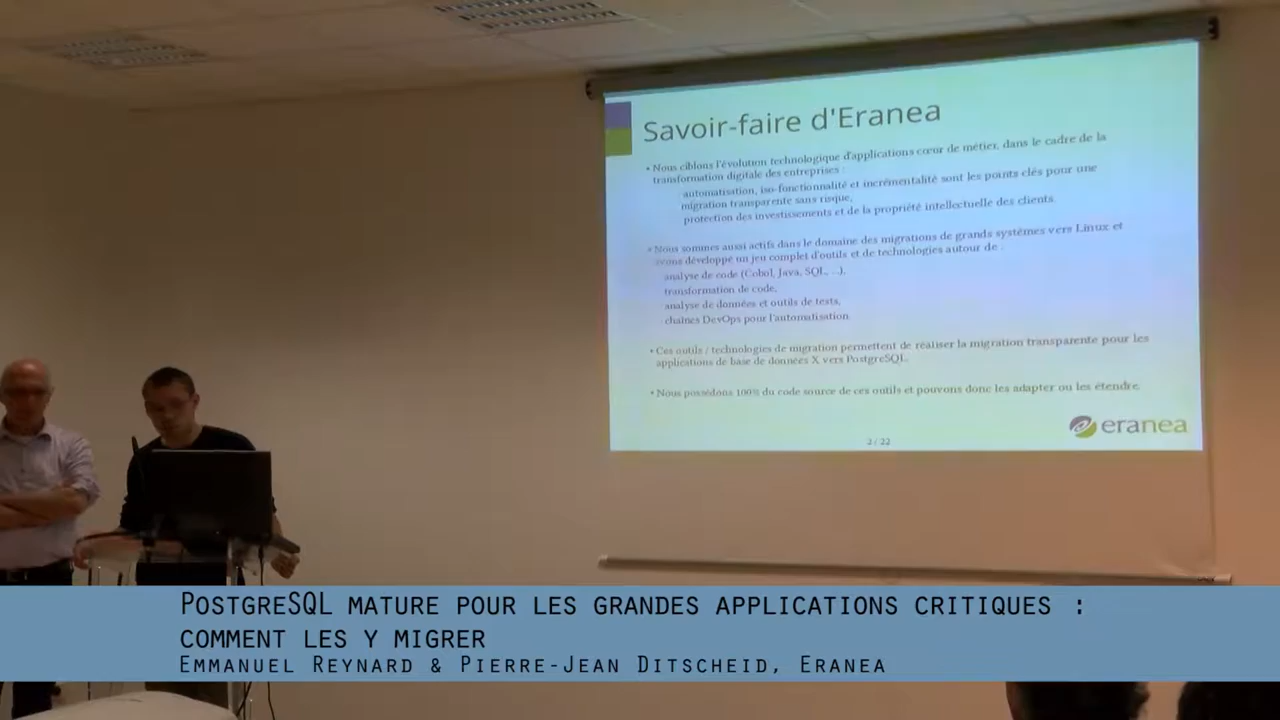 Savoir-faire d'Eranea
• Nous ciblons l'évolution technologique d'applications cœur de métier, dans le cadre de la
transformation digitale des entreprises :
automatisation, iso-fonctionnalité et incrémentalité sont les points clés pour une
migration transparente sans risque,
protection des investissements et de la propriété intellectuelle des clients
• Nous sommes aussi actifs dans le domaine des migrations de grands systèmes vers Linux et
avons développé un jeu complet d'outils et de technologies autour de :
analyse de code (Cobol, Java, SQL, ...),
transformation de code,
analyse de données et outils de tests,
chaînes DevOps pour l'automatisation
• Ces outils / technologies de migration permettent de réaliser la migration transparente pour les
applications de base de données X vers PostgreSQL.
• Nous possédons 100% du code source de ces outils et pouvons donc les adapter ou les étendre.
eranea
2 / 22
PostgreSQL mature pour les grandes applications critiques :
comment les y migrer
Emmanuel Reynard & Pierre-Jean Ditscheid, Eranea